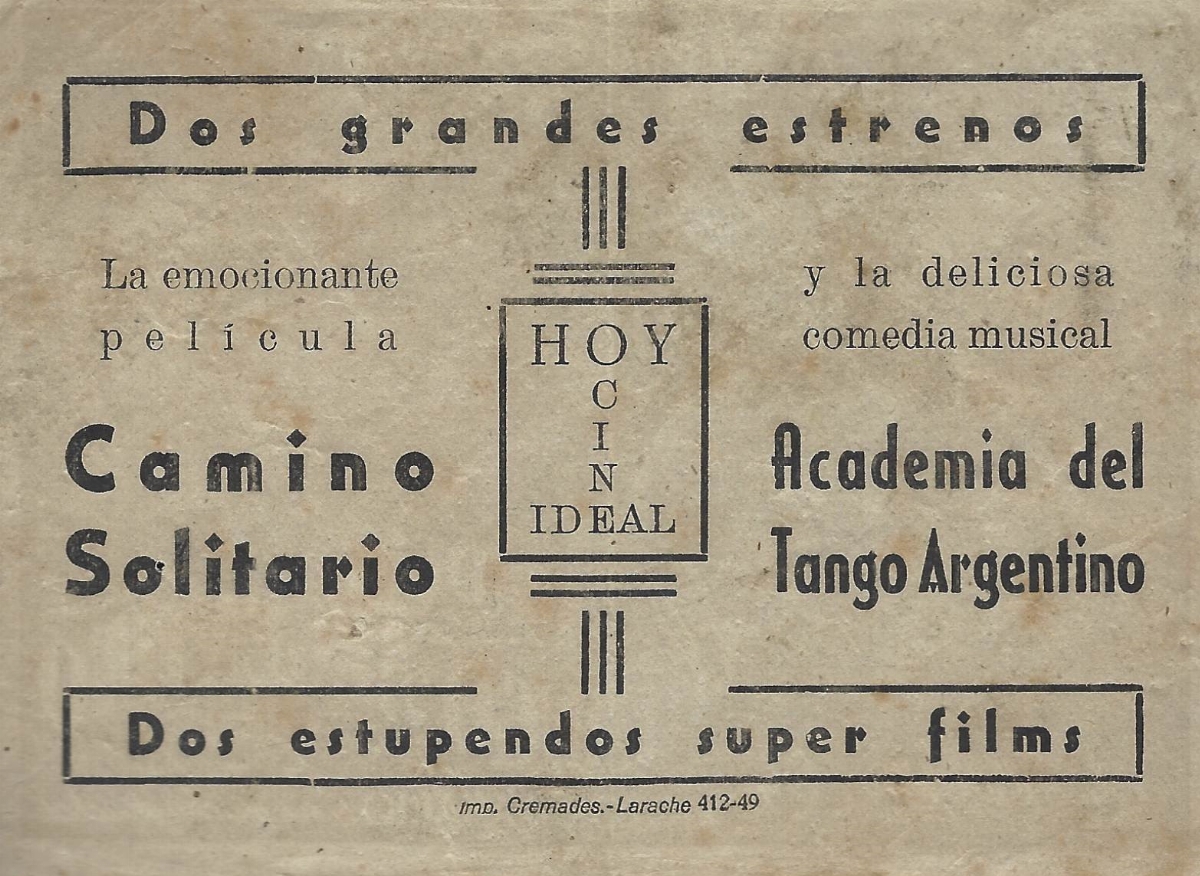 Dos grandes estrenos
La emocionante
película
Camino
Solitario
HOY
CINE
IDEAL
y la deliciosa
comedia musical
Academia del
Tango Argentino
Dos estupendos super films
Imp. Cremades.-Larache 412-49